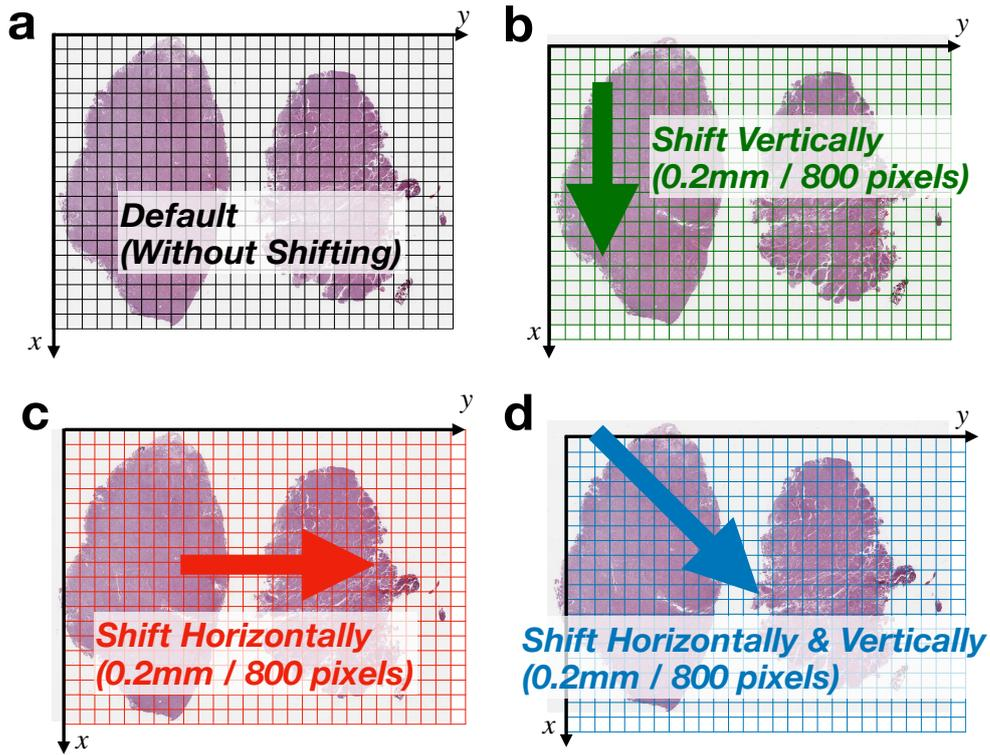 a
y
Default
(Without Shifting)
x
b
y
Shift Vertically
(0.2mm / 800 pixels)
x
c
y
Shift Horizontally
(0.2mm / 800 pixels)
x
d
y
Shift Horizontally & Vertically
(0.2mm / 800 pixels)
x